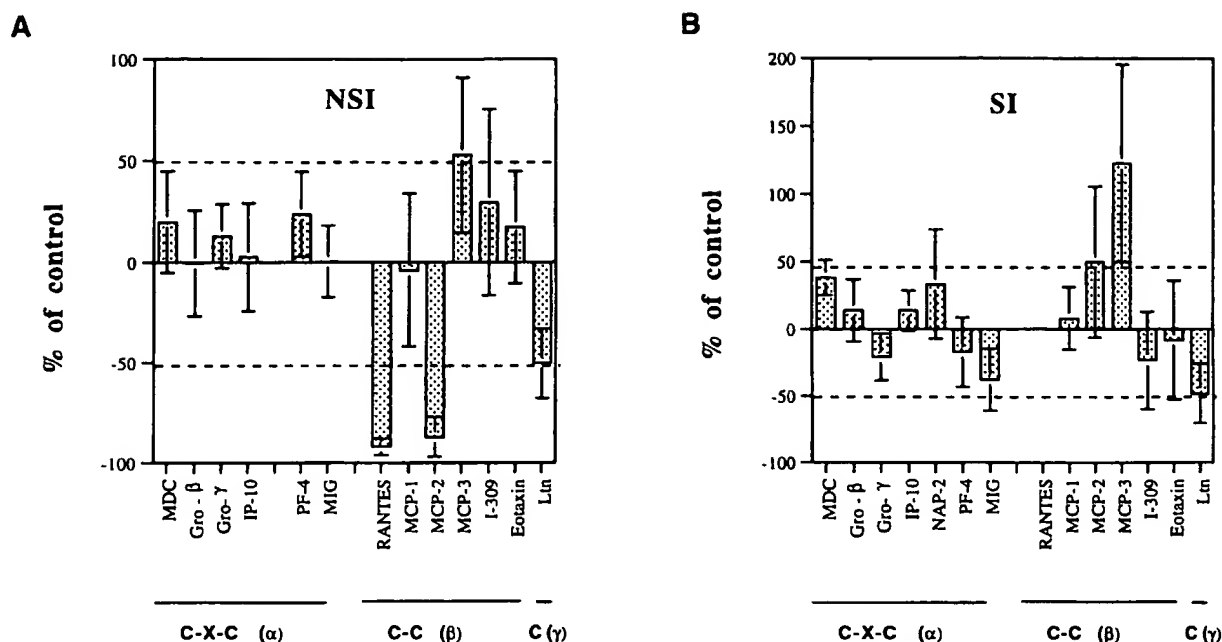 A
NSI
% of control
100
50
0
-50
-100
MDC
Gro - β
Gro- γ
IP-10
PF-4
MIG
RANTES
MCP-1
MCP-2
MCP-3
I-309
Eotaxin
Ltn
C-X-C (α)
C-C (β)
C (γ)
B
SI
% of control
200
150
100
50
0
-50
-100
MDC
Gro - β
Gro- γ
IP-10
NAP-2
PF-4
MIG
RANTES
MCP-1
MCP-2
MCP-3
I-309
Eotaxin
Ltn
C-X-C (α)
C-C (β)
C (γ)